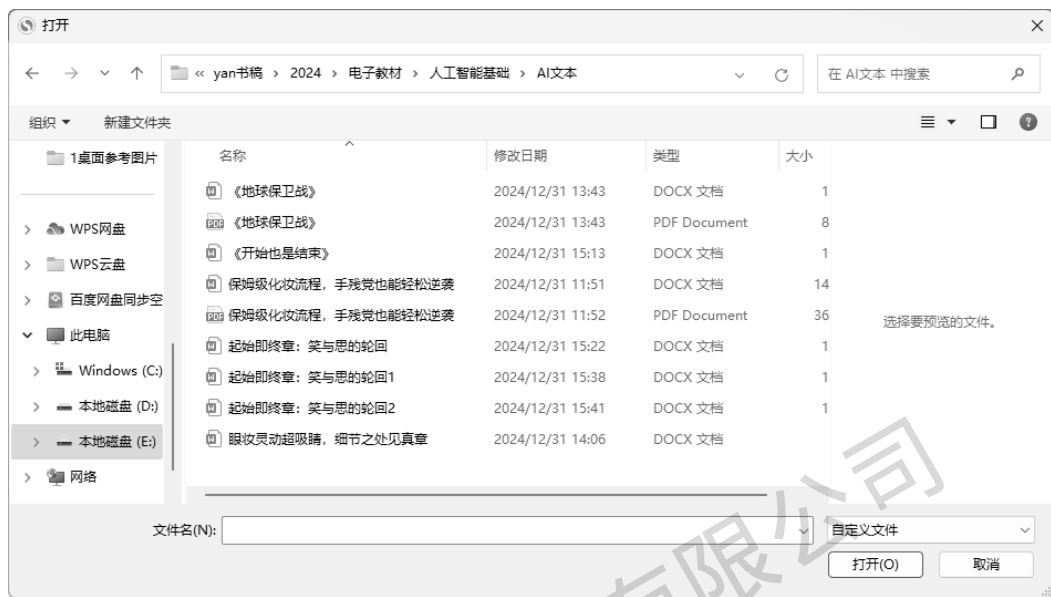 打开
« yan书稿 › 2024 › 电子教材 › 人工智能基础 › AI文本
在 AI文本 中搜索
组织 新建文件夹
1桌面参考图片
WPS网盘
WPS云盘
百度网盘同步空
此电脑
Windows (C:)
本地磁盘 (D:)
本地磁盘 (E:)
网络
名称 修改日期 类型 大小
《地球保卫战》 2024/12/31 13:43 DOCX 文档 1
《地球保卫战》 2024/12/31 13:43 PDF Document 8
《开始也是结束》 2024/12/31 15:13 DOCX 文档 1
保姆级化妆流程，手残党也能轻松逆袭 2024/12/31 11:51 DOCX 文档 14
保姆级化妆流程，手残党也能轻松逆袭 2024/12/31 11:52 PDF Document 36
起始即终章：笑与思的轮回 2024/12/31 15:22 DOCX 文档 1
起始即终章：笑与思的轮回1 2024/12/31 15:38 DOCX 文档 1
起始即终章：笑与思的轮回2 2024/12/31 15:41 DOCX 文档 1
眼妆灵动超吸睛，细节之处见真章 2024/12/31 14:06 DOCX 文档
选择要预览的文件。
文件名(N):
自定义文件
打开(O) 取消
有限公司